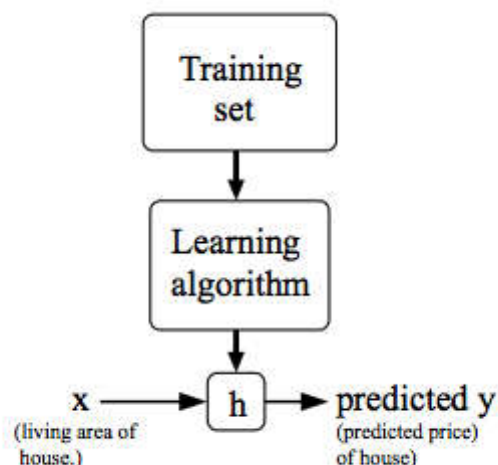 Training
set
Learning
algorithm
x
h
predicted y
(living area of
house.)
(predicted price)
of house)